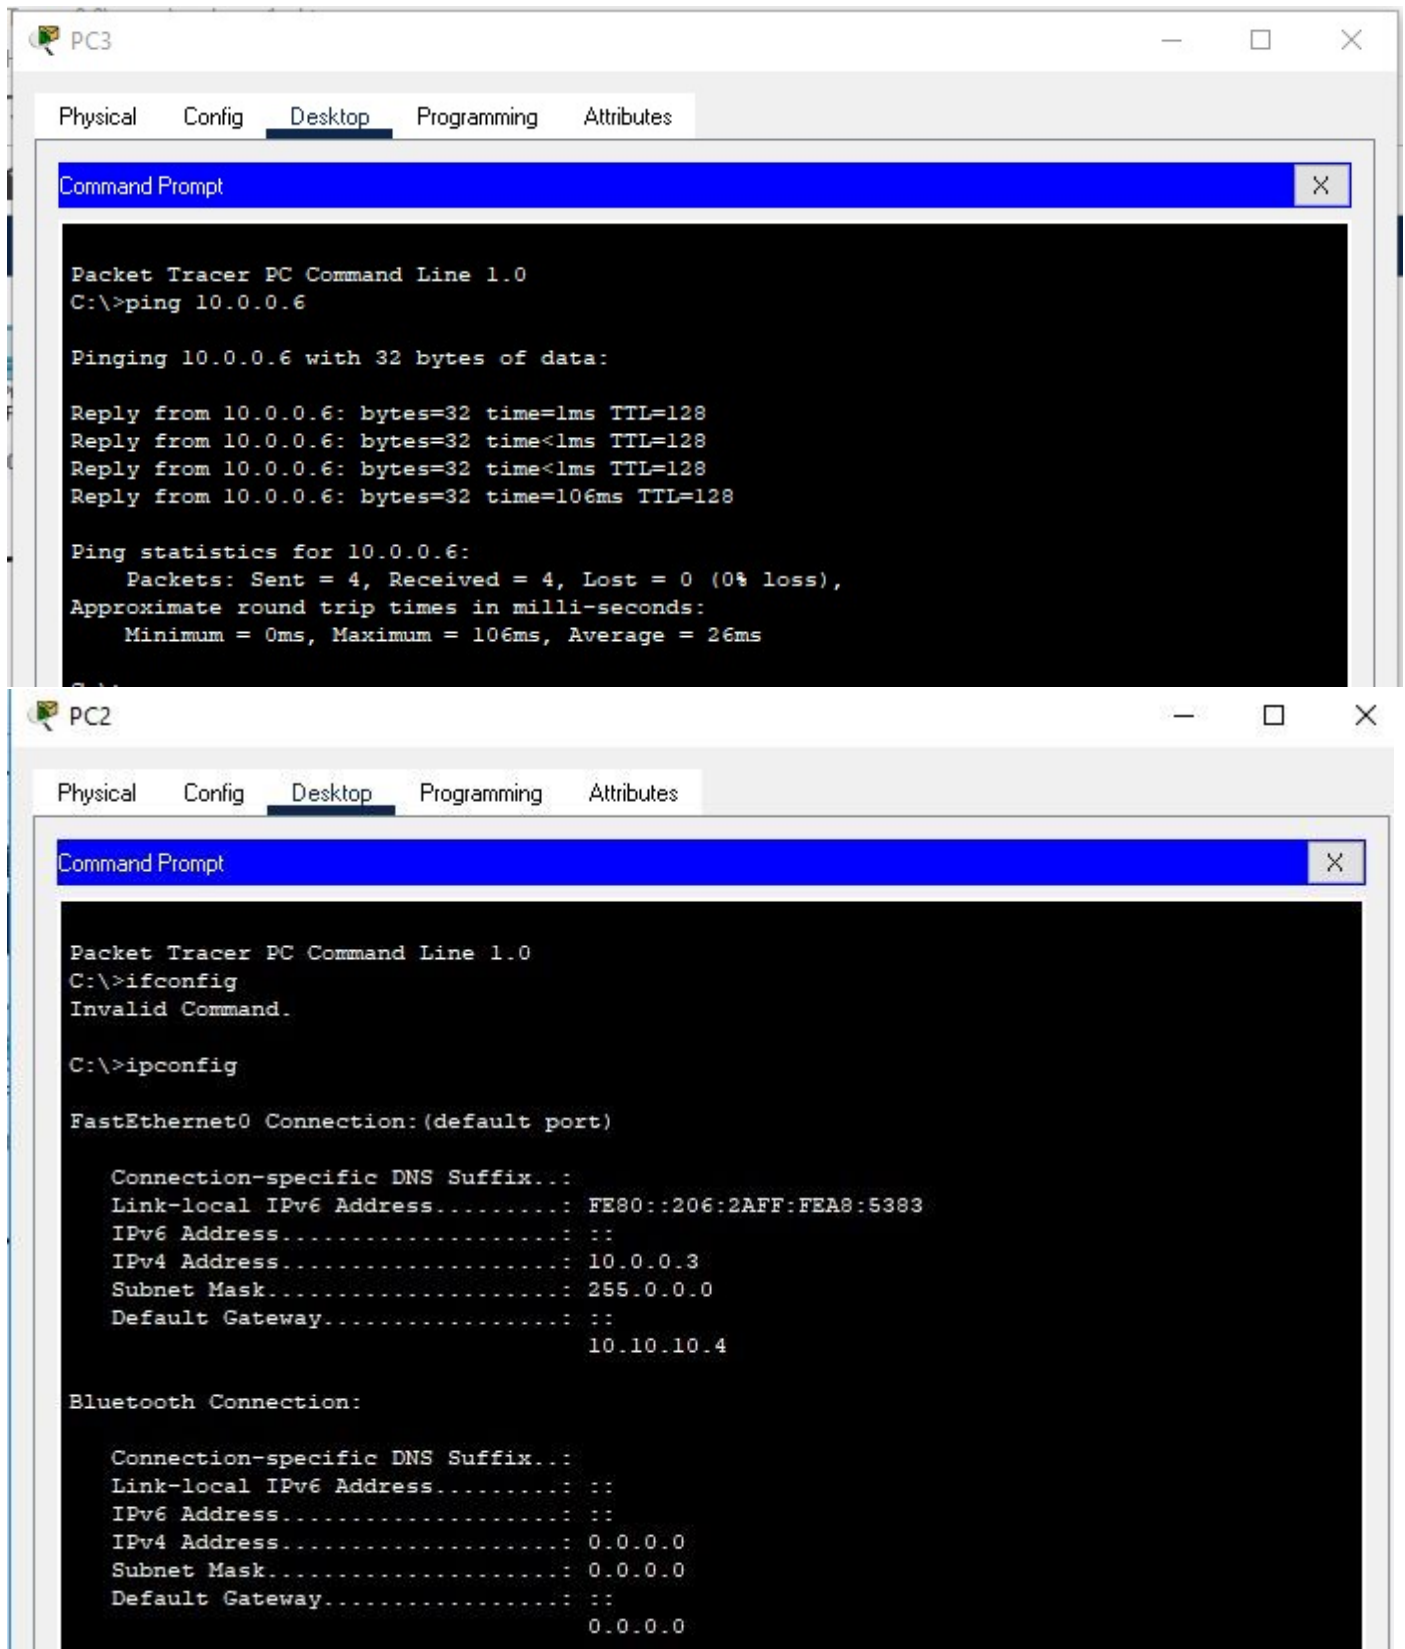 PC3
Physical Config Desktop Programming Attributes
Command Prompt X
Packet Tracer PC Command Line 1.0
C:\>ping 10.0.0.6
Pinging 10.0.0.6 with 32 bytes of data:
Reply from 10.0.0.6: bytes=32 time=1ms TTL=128
Reply from 10.0.0.6: bytes=32 time<1ms TTL=128
Reply from 10.0.0.6: bytes=32 time<1ms TTL=128
Reply from 10.0.0.6: bytes=32 time=106ms TTL=128
Ping statistics for 10.0.0.6:
    Packets: Sent = 4, Received = 4, Lost = 0 (0% loss),
Approximate round trip times in milli-seconds:
    Minimum = 0ms, Maximum = 106ms, Average = 26ms
PC2
Physical Config Desktop Programming Attributes
Command Prompt X
Packet Tracer PC Command Line 1.0
C:\>ifconfig
Invalid Command.
C:\>ipconfig
FastEthernet0 Connection:(default port)
   Connection-specific DNS Suffix..:
   Link-local IPv6 Address.........: FE80::206:2AFF:FEA8:5383
   IPv6 Address....................: ::
   IPv4 Address....................: 10.0.0.3
   Subnet Mask.....................: 255.0.0.0
   Default Gateway.................: ::
                                     10.10.10.4
Bluetooth Connection:
   Connection-specific DNS Suffix..:
   Link-local IPv6 Address.........: ::
   IPv6 Address....................: ::
   IPv4 Address....................: 0.0.0.0
   Subnet Mask.....................: 0.0.0.0
   Default Gateway.................: ::
                                     0.0.0.0